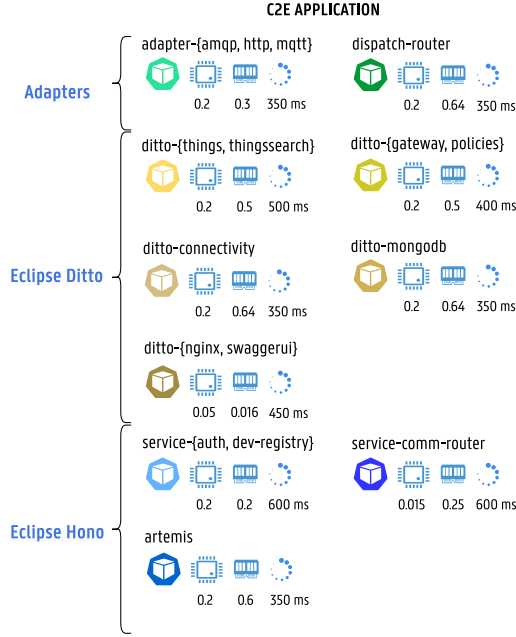 C2E APPLICATION
adapter-{amqp, http, mqtt}
dispatch-router
Adapters
0.2 0.3 350 ms
0.2 0.64 350 ms
ditto-{things, thingssearch}
ditto-{gateway, policies}
0.2 0.5 500 ms
0.2 0.5 400 ms
ditto-connectivity
ditto-mongodb
Eclipse Ditto
0.2 0.64 350 ms
0.2 0.64 350 ms
ditto-{nginx, swaggerui}
0.05 0.016 450 ms
service-{auth, dev-registry}
service-comm-router
0.2 0.2 600 ms
0.015 0.25 600 ms
Eclipse Hono
artemis
0.2 0.6 350 ms